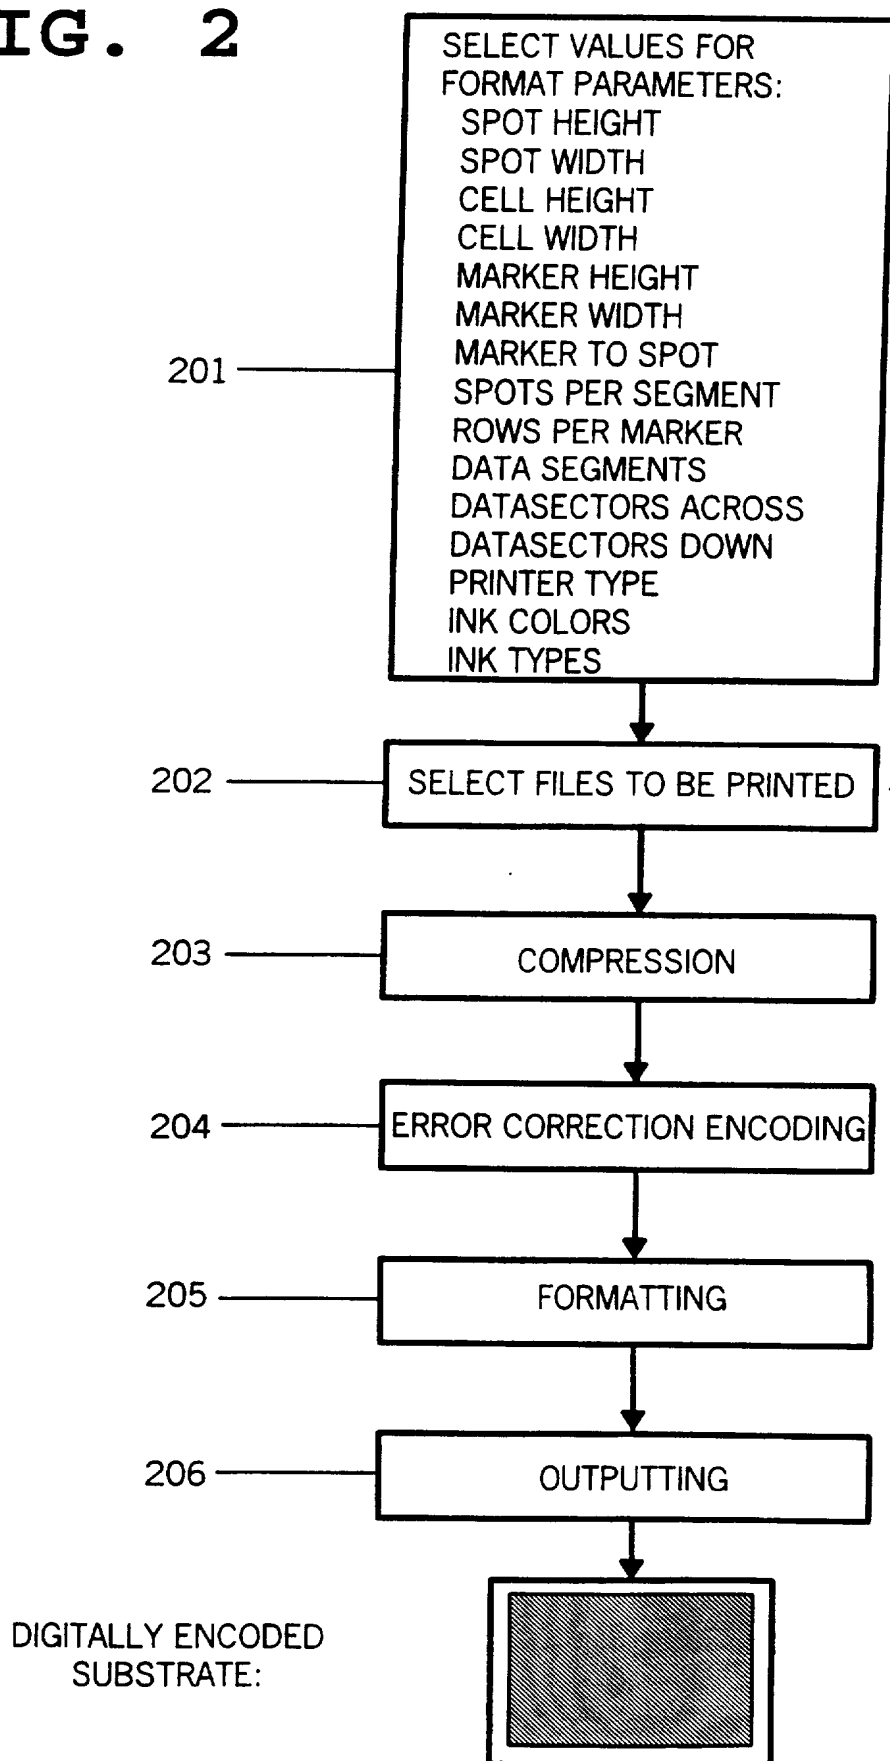 IG. 2
SELECT VALUES FOR
FORMAT PARAMETERS:
SPOT HEIGHT
SPOT WIDTH
CELL HEIGHT
CELL WIDTH
MARKER HEIGHT
MARKER WIDTH
MARKER TO SPOT
SPOTS PER SEGMENT
ROWS PER MARKER
DATA SEGMENTS
DATASECTORS ACROSS
DATASECTORS DOWN
PRINTER TYPE
INK COLORS
INK TYPES
201
202
SELECT FILES TO BE PRINTED
203
COMPRESSION
204
ERROR CORRECTION ENCODING
205
FORMATTING
206
OUTPUTTING
DIGITALLY ENCODED
SUBSTRATE: